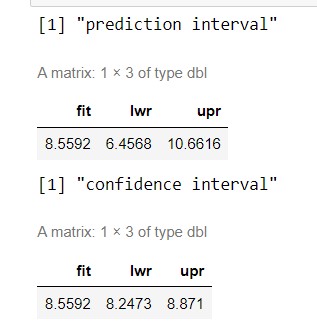 [1] "prediction interval"
A matrix: 1 × 3 of type dbl
fit lwr upr
8.5592 6.4568 10.6616
[1] "confidence interval"
A matrix: 1 × 3 of type dbl
fit lwr upr
8.5592 8.2473 8.871